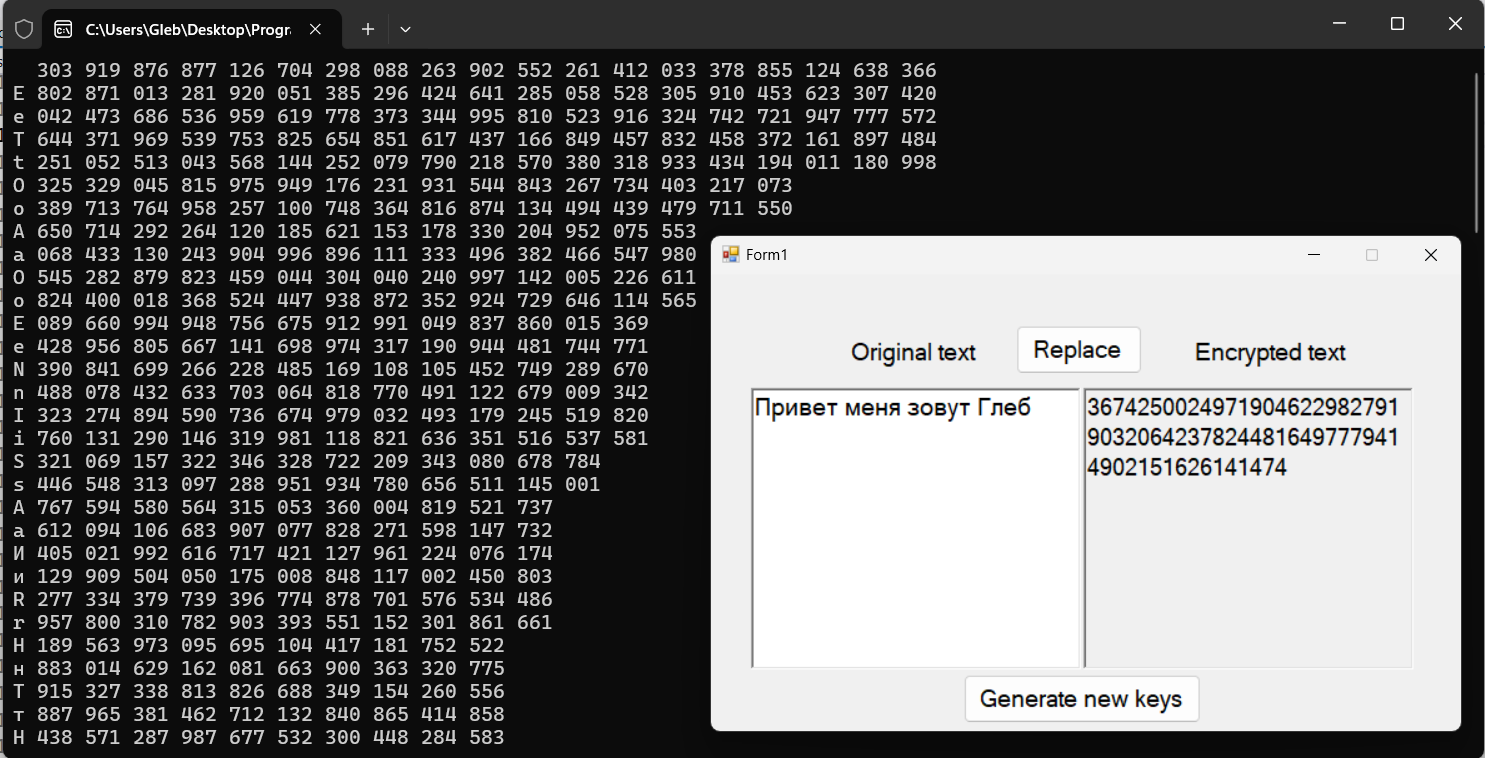 C:\Users\Gleb\Desktop\Progra
303 919 876 877 126 704 298 088 263 902 552 261 412 033 378 855 124 638 366
E 802 871 013 281 920 051 385 296 424 641 285 058 528 305 910 453 623 307 420
e 042 473 686 536 959 619 778 373 344 995 810 523 916 324 742 721 947 777 572
T 644 371 969 539 753 825 654 851 617 437 166 849 457 832 458 372 161 897 484
t 251 052 513 043 568 144 252 079 790 218 570 380 318 933 434 194 011 180 998
О 325 329 045 815 975 949 176 231 931 544 843 267 734 403 217 073
о 389 713 764 958 257 100 748 364 816 874 134 494 439 479 711 550
A 650 714 292 264 120 185 621 153 178 330 204 952 075 553
a 068 433 130 243 904 996 896 111 333 496 382 466 547 980
O 545 282 879 823 459 044 304 040 240 997 142 005 226 611
o 824 400 018 368 524 447 938 872 352 924 729 646 114 565
Е 089 660 994 948 756 675 912 991 049 837 860 015 369
е 428 956 805 667 141 698 974 317 190 944 481 744 771
N 390 841 699 266 228 485 169 108 105 452 749 289 670
n 488 078 432 633 703 064 818 770 491 122 679 009 342
I 323 274 894 590 736 674 979 032 493 179 245 519 820
i 760 131 290 146 319 981 118 821 636 351 516 537 581
S 321 069 157 322 346 328 722 209 343 080 678 784
s 446 548 313 097 288 951 934 780 656 511 145 001
А 767 594 580 564 315 053 360 004 819 521 737
а 612 094 106 683 907 077 828 271 598 147 732
И 405 021 992 616 717 421 127 961 224 076 174
и 129 909 504 050 175 008 848 117 002 450 803
R 277 334 379 739 396 774 878 701 576 534 486
r 957 800 310 782 903 393 551 152 301 861 661
Н 189 563 973 095 695 104 417 181 752 522
н 883 014 629 162 081 663 900 363 320 775
Т 915 327 338 813 826 688 349 154 260 556
т 887 965 381 462 712 132 840 865 414 858
H 438 571 287 987 677 532 300 448 284 583
Form1
Original text
Replace
Encrypted text
Привет меня зовут Глеб
3674250024971904622982791
9032064237824481649777941
4902151626141474
Generate new keys